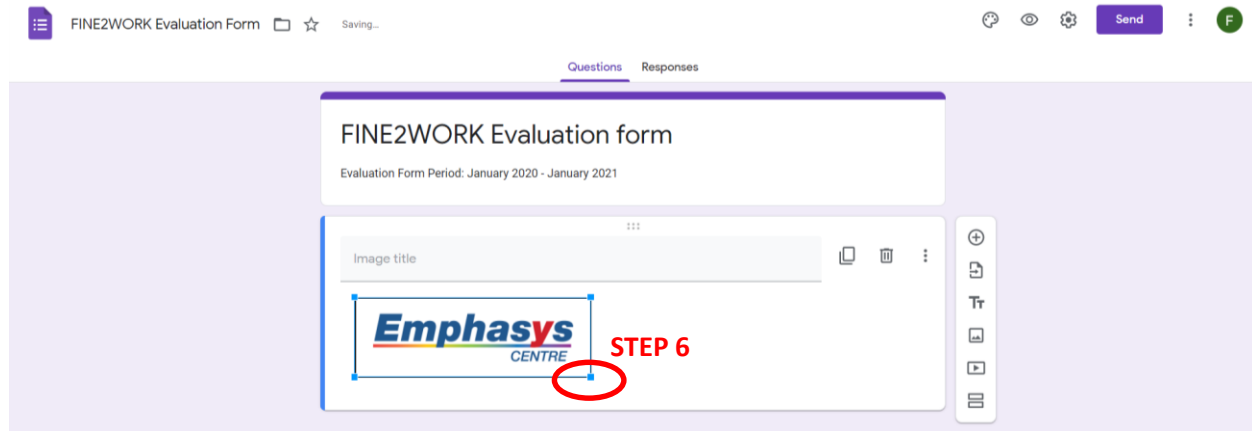 FINE2WORK Evaluation Form Saving... Send F
Questions Responses
FINE2WORK Evaluation form
Evaluation Form Period: January 2020 - January 2021
Image title
Tт
Emphasys
CENTRE
STEP 6